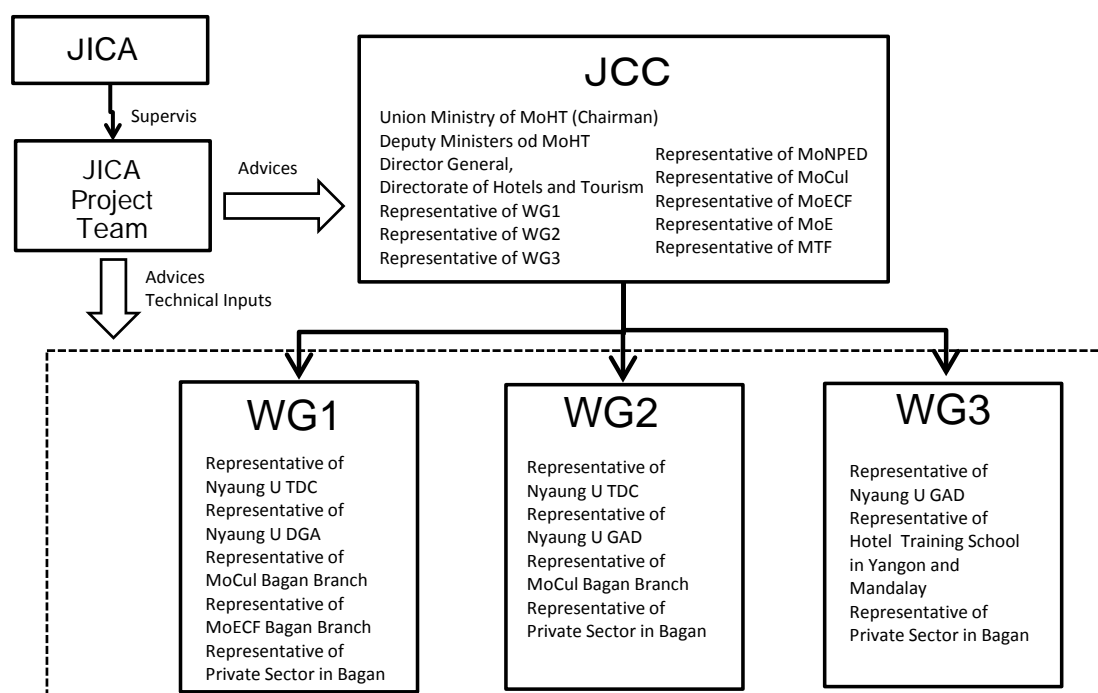 JICA
Supervis
JICA
Project
Team
Advices
Advices
Technical Inputs
JCC
Union Ministry of MoHT (Chairman)
Deputy Ministers od MoHT
Director General,
Directorate of Hotels and Tourism
Representative of WG1
Representative of WG2
Representative of WG3
Representative of MoNPED
Representative of MoCul
Representative of MoECF
Representative of MoE
Representative of MTF
WG1
Representative of
Nyaung U TDC
Representative of
Nyaung U DGA
Representative of
MoCul Bagan Branch
Representative of
MoECF Bagan Branch
Representative of
Private Sector in Bagan
WG2
Representative of
Nyaung U TDC
Representative of
Nyaung U GAD
Representative of
MoCul Bagan Branch
Representative of
Private Sector in Bagan
WG3
Representative of
Nyaung U GAD
Representative of
Hotel Training School
in Yangon and
Mandalay
Representative of
Private Sector in Bagan